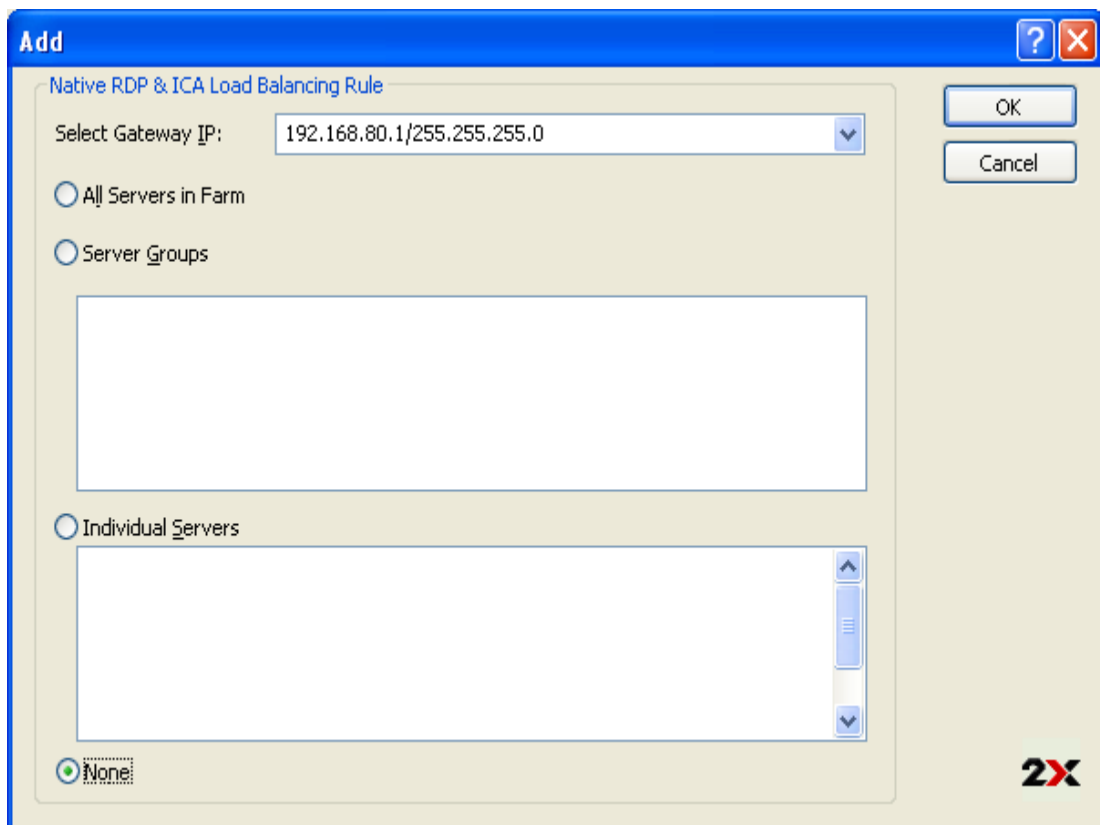 Add
Native RDP & ICA Load Balancing Rule
Select Gateway IP: 192.168.80.1/255.255.255.0
OK
Cancel
All Servers in Farm
Server Groups
Individual Servers
None
2X